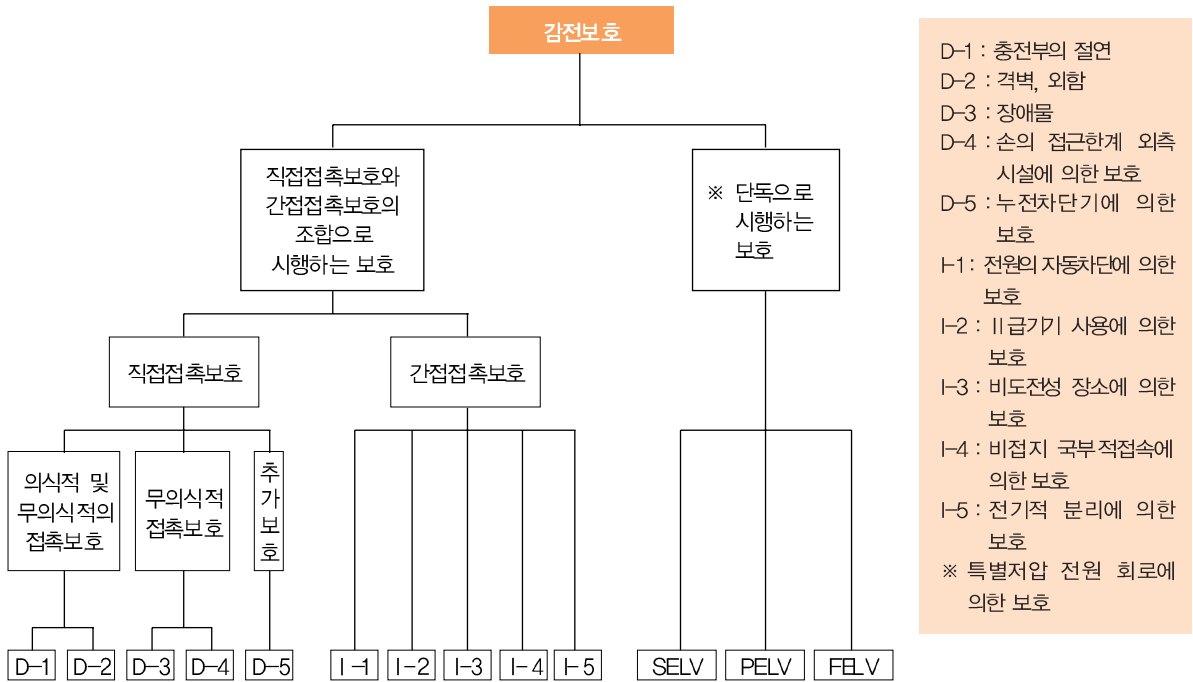 감전보호
직접접촉보호와
간접접촉보호의
조합으로
시행하는 보호
※ 단독으로
시행하는
보호
직접접촉보호
간접접촉보호
의식적 및
무의식적의
접촉보호
무의식적
접촉보호
추
가
보
호
D-1
D-2
D-3
D-4
D-5
I-1
I-2
I-3
I-4
I-5
SELV
PELV
FELV
D-1 : 충전부의 절연
D-2 : 격벽, 외함
D-3 : 장애물
D-4 : 손의 접근한계 외측
시설에 의한 보호
D-5 : 누전차단기에 의한
보호
I-1 : 전원의 자동차단에 의한
보호
I-2 : II급기기 사용에 의한
보호
I-3 : 비도전성 장소에 의한
보호
I-4 : 비접지 국부적접속에
의한 보호
I-5 : 전기적 분리에 의한
보호
※ 특별저압 전원 회로에
의한 보호